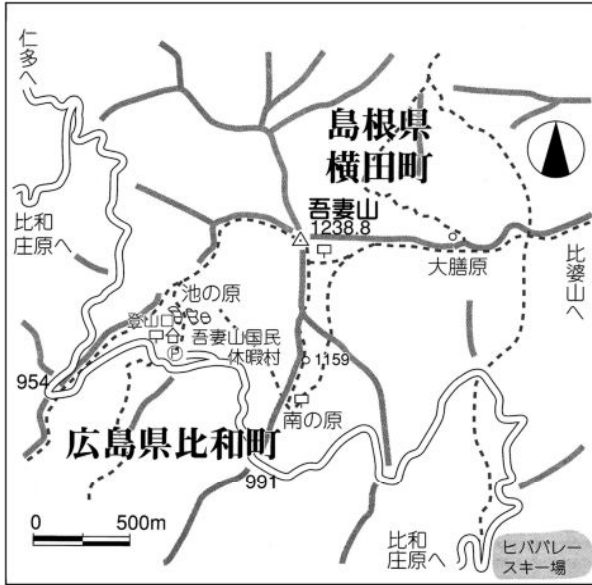 仁多へ
島根県
横田町
吾妻山
1238.8
比和
庄原へ
大膳原
比婆山へ
池の原
登山口
吾妻山国民
休暇村
P
1159
954
南の原
広島県比和町
991
0 500m
比和
庄原へ
ヒババレー
スキー場